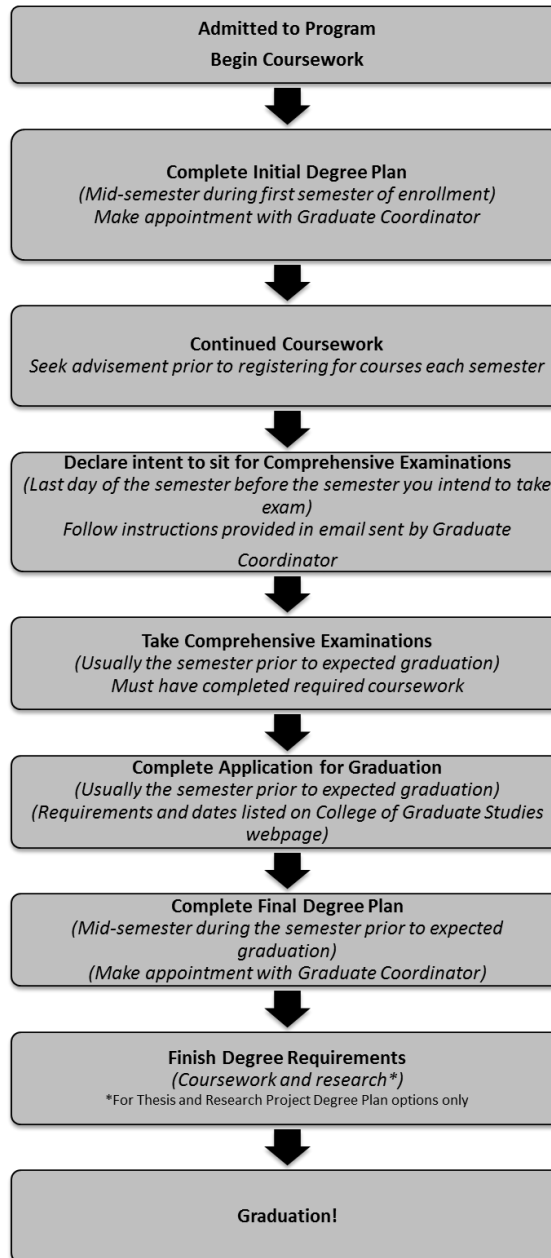 Admitted to Program
Begin Coursework
Complete Initial Degree Plan
(Mid-semester during first semester of enrollment)
Make appointment with Graduate Coordinator
Continued Coursework
Seek advisement prior to registering for courses each semester
Declare intent to sit for Comprehensive Examinations
(Last day of the semester before the semester you intend to take
exam)
Follow instructions provided in email sent by Graduate
Coordinator
Take Comprehensive Examinations
(Usually the semester prior to expected graduation)
Must have completed required coursework
Complete Application for Graduation
(Usually the semester prior to expected graduation)
(Requirements and dates listed on College of Graduate Studies
webpage)
Complete Final Degree Plan
(Mid-semester during the semester prior to expected
graduation)
(Make appointment with Graduate Coordinator)
Finish Degree Requirements
(Coursework and research*)
*For Thesis and Research Project Degree Plan options only
Graduation!